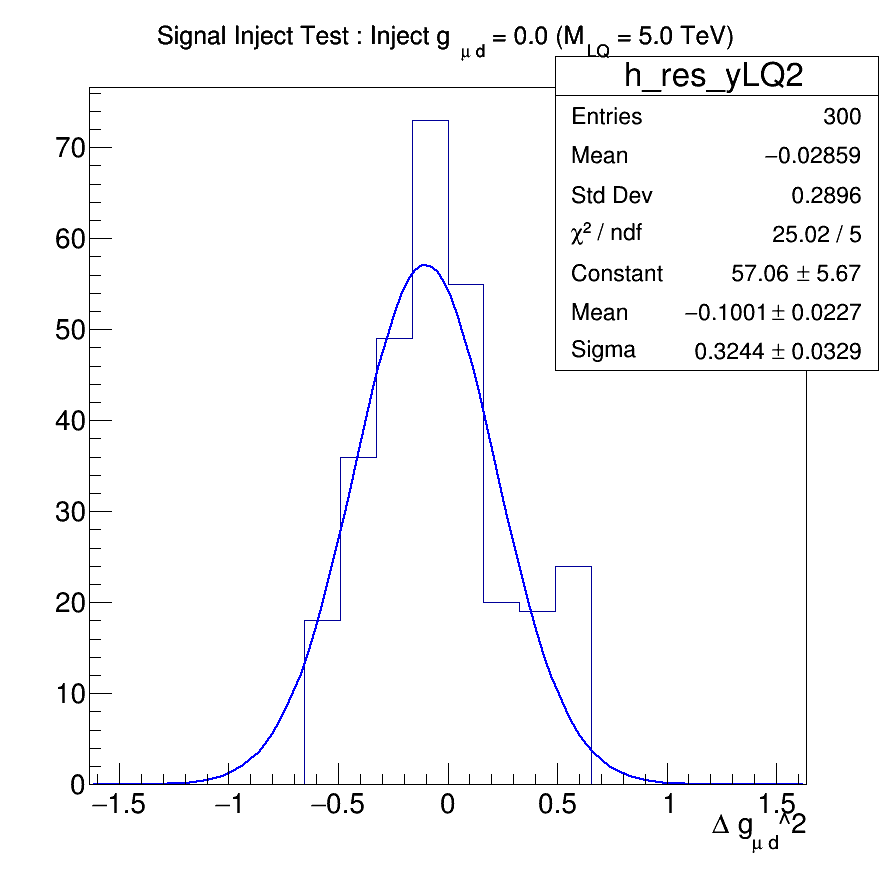 Signal Inject Test : Inject g μ d = 0.0 (M LQ = 5.0 TeV)
h_res_yLQ2
Entries 300
Mean −0.02859
Std Dev 0.2896
χ² / ndf 25.02 / 5
Constant 57.06 ± 5.67
Mean −0.1001 ± 0.0227
Sigma 0.3244 ± 0.0329
70
60
50
40
30
20
10
0
−1.5 −1 −0.5 0 0.5 1 1.5
Δ g μ d ^2